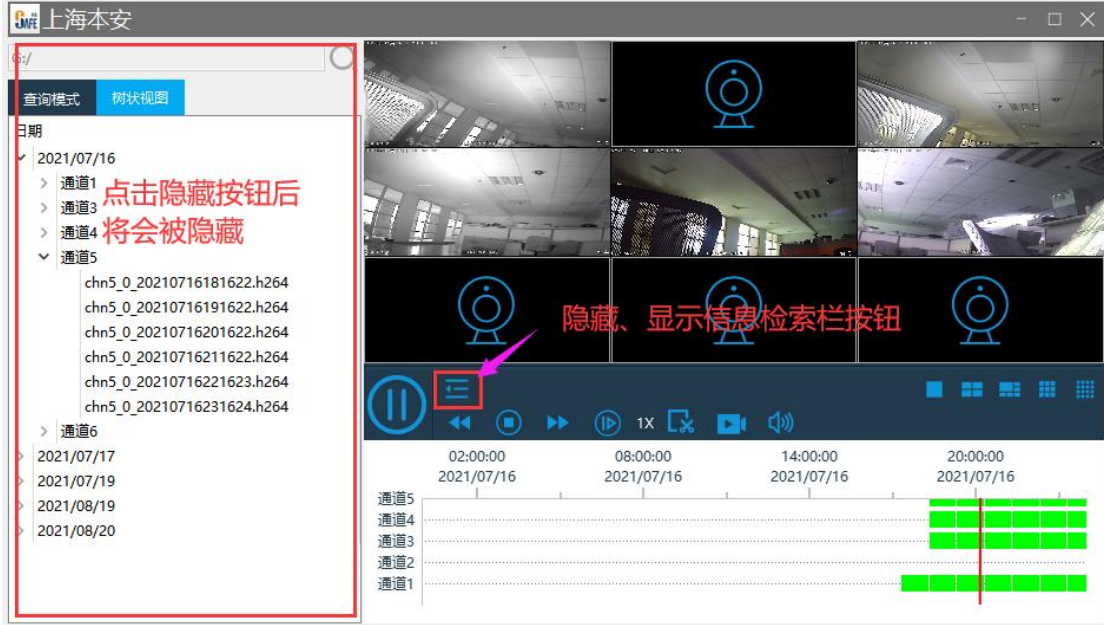 SAFE 上海本安
G:/
查询模式 树状视图
日期
2021/07/16
通道1
通道3
通道4
通道5
chn5_0_20210716181622.h264
chn5_0_20210716191622.h264
chn5_0_20210716201622.h264
chn5_0_20210716211622.h264
chn5_0_20210716221623.h264
chn5_0_20210716231624.h264
通道6
2021/07/17
2021/07/19
2021/08/19
2021/08/20
点击隐藏按钮后
将会被隐藏
隐藏、显示信息检索栏按钮
1X
02:00:00 08:00:00 14:00:00 20:00:00
2021/07/16 2021/07/16 2021/07/16 2021/07/16
通道5
通道4
通道3
通道2
通道1